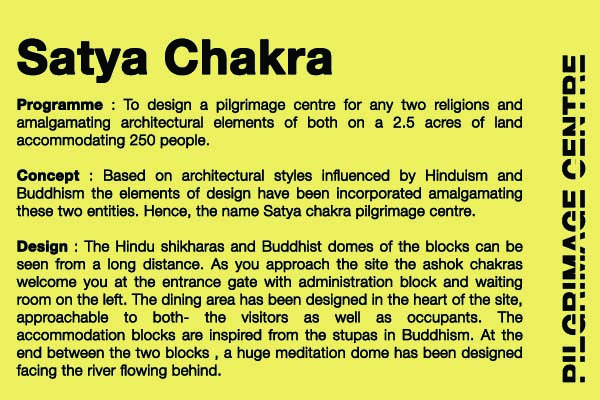 Satya Chakra
Programme : To design a pilgrimage centre for any two religions and
amalgamating architectural elements of both on a 2.5 acres of land
accommodating 250 people.
Concept : Based on architectural styles influenced by Hinduism and
Buddhism the elements of design have been incorporated amalgamating
these two entities. Hence, the name Satya chakra pilgrimage centre.
Design : The Hindu shikharas and Buddhist domes of the blocks can be
seen from a long distance. As you approach the site the ashok chakras
welcome you at the entrance gate with administration block and waiting
room on the left. The dining area has been designed in the heart of the site,
approachable to both- the visitors as well as occupants. The
accommodation blocks are inspired from the stupas in Buddhism. At the
end between the two blocks , a huge meditation dome has been designed
facing the river flowing behind.
PILGRIMAGE CENTRE